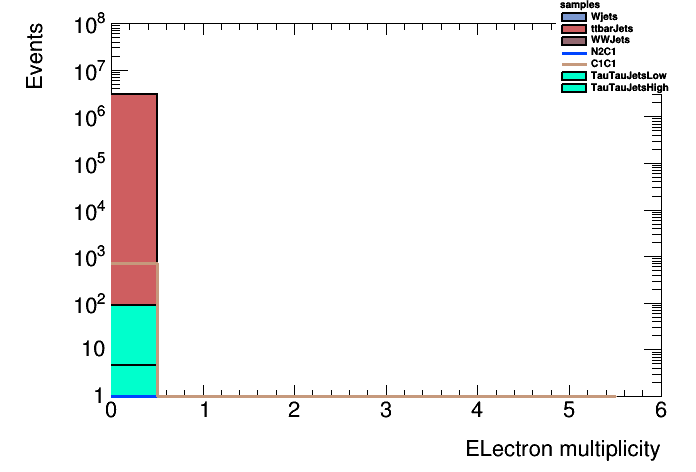 samples
Wjets
ttbarJets
WWJets
N2C1
C1C1
TauTauJetsLow
TauTauJetsHigh
Events
10^8
10^7
10^6
10^5
10^4
10^3
10^2
10
1
0 1 2 3 4 5 6
ELectron multiplicity